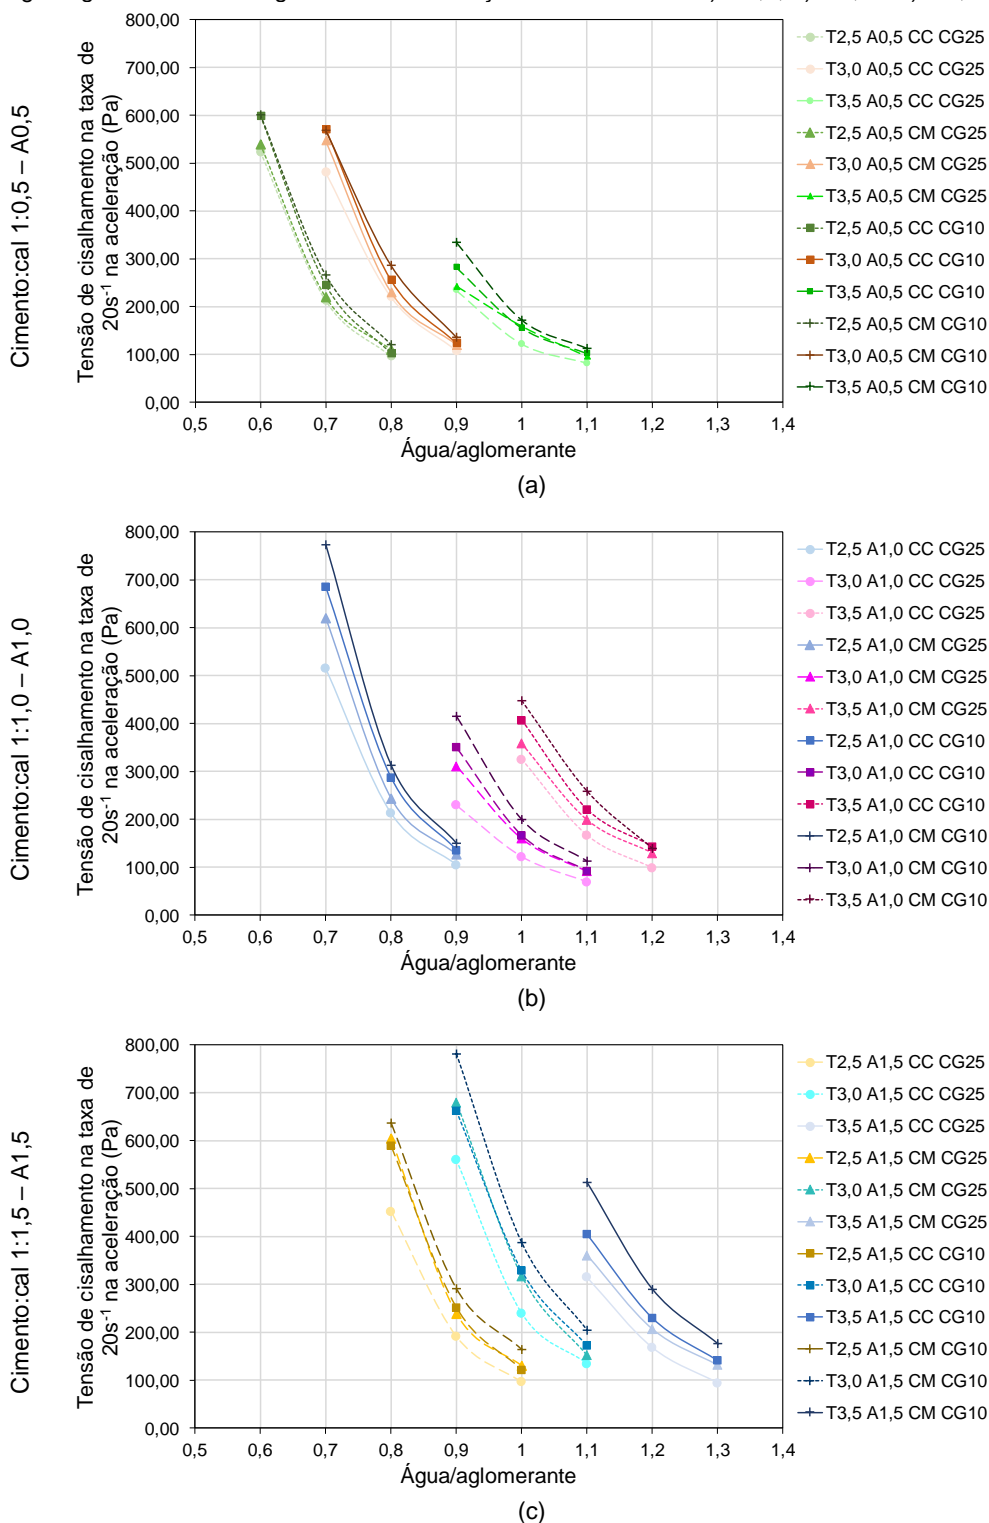 Cimento:cal 1:0,5 – A0,5
Tensão de cisalhamento na taxa de
20s⁻¹ na aceleração (Pa)
800,00
700,00
600,00
500,00
400,00
300,00
200,00
100,00
0,00
0,5 0,6 0,7 0,8 0,9 1 1,1 1,2 1,3 1,4
Água/aglomerante
T2,5 A0,5 CC CG25
T3,0 A0,5 CC CG25
T3,5 A0,5 CC CG25
T2,5 A0,5 CM CG25
T3,0 A0,5 CM CG25
T3,5 A0,5 CM CG25
T2,5 A0,5 CC CG10
T3,0 A0,5 CC CG10
T3,5 A0,5 CC CG10
T2,5 A0,5 CM CG10
T3,0 A0,5 CM CG10
T3,5 A0,5 CM CG10
(a)
Cimento:cal 1:1,0 – A1,0
Tensão de cisalhamento na taxa de
20s⁻¹ na aceleração (Pa)
800,00
700,00
600,00
500,00
400,00
300,00
200,00
100,00
0,00
0,5 0,6 0,7 0,8 0,9 1 1,1 1,2 1,3 1,4
Água/aglomerante
T2,5 A1,0 CC CG25
T3,0 A1,0 CC CG25
T3,5 A1,0 CC CG25
T2,5 A1,0 CM CG25
T3,0 A1,0 CM CG25
T3,5 A1,0 CM CG25
T2,5 A1,0 CC CG10
T3,0 A1,0 CC CG10
T3,5 A1,0 CC CG10
T2,5 A1,0 CM CG10
T3,0 A1,0 CM CG10
T3,5 A1,0 CM CG10
(b)
Cimento:cal 1:1,5 – A1,5
Tensão de cisalhamento na taxa de
20s⁻¹ na aceleração (Pa)
800,00
700,00
600,00
500,00
400,00
300,00
200,00
100,00
0,00
0,5 0,6 0,7 0,8 0,9 1 1,1 1,2 1,3 1,4
Água/aglomerante
T2,5 A1,5 CC CG25
T3,0 A1,5 CC CG25
T3,5 A1,5 CC CG25
T2,5 A1,5 CM CG25
T3,0 A1,5 CM CG25
T3,5 A1,5 CM CG25
T2,5 A1,5 CC CG10
T3,0 A1,5 CC CG10
T3,5 A1,5 CC CG10
T2,5 A1,5 CM CG10
T3,0 A1,5 CM CG10
T3,5 A1,5 CM CG10
(c)